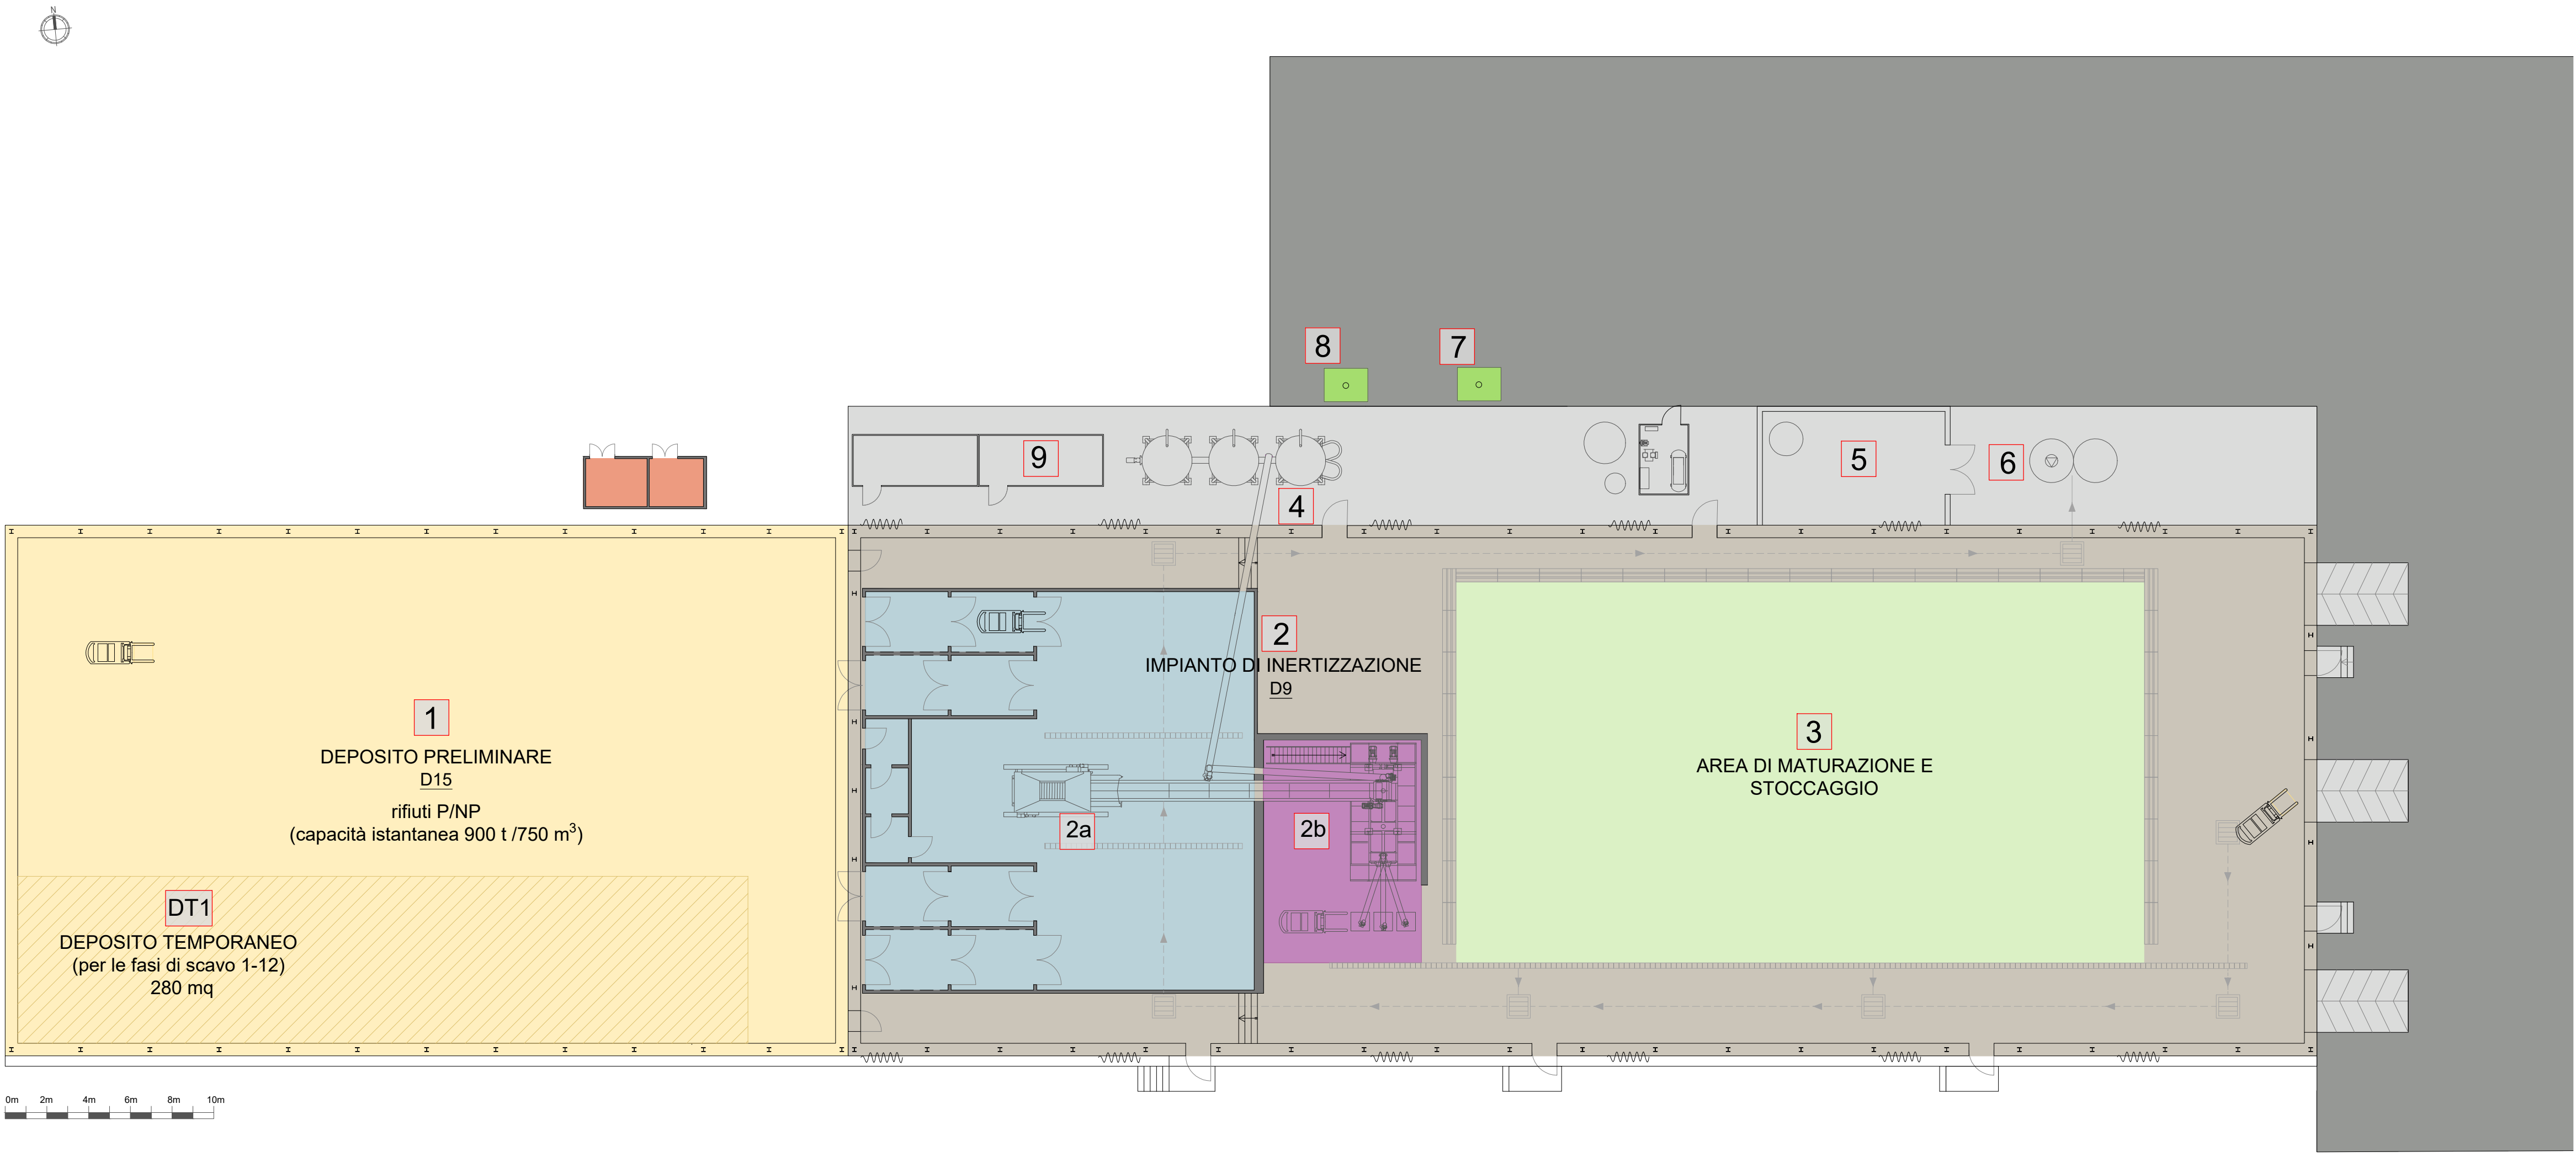 N
8
7
9
4
5
6
2
IMPIANTO DI INERTIZZAZIONE
D9
1
DEPOSITO PRELIMINARE
D15
rifiuti P/NP
(capacità istantanea 900 t /750 m³)
3
AREA DI MATURAZIONE E
STOCCAGGIO
2a
2b
DT1
DEPOSITO TEMPORANEO
(per le fasi di scavo 1-12)
280 mq
0m 2m 4m 6m 8m 10m